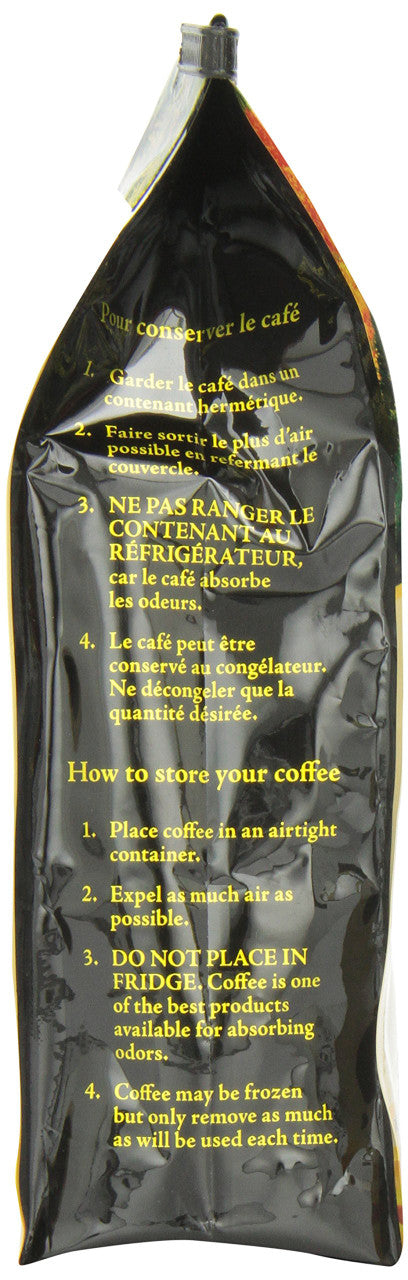 Pour conserver le café
1. Garder le café dans un
contenant hermétique.
2. Faire sortir le plus d'air
possible en refermant le
couvercle.
3. NE PAS RANGER LE
CONTENANT AU
RÉFRIGÉRATEUR,
car le café absorbe
les odeurs.
4. Le café peut être
conservé au congélateur.
Ne décongeler que la
quantité désirée.
How to store your coffee
1. Place coffee in an airtight
container.
2. Expel as much air as
possible.
3. DO NOT PLACE IN
FRIDGE. Coffee is one
of the best products
available for absorbing
odors.
4. Coffee may be frozen
but only remove as much
as will be used each time.